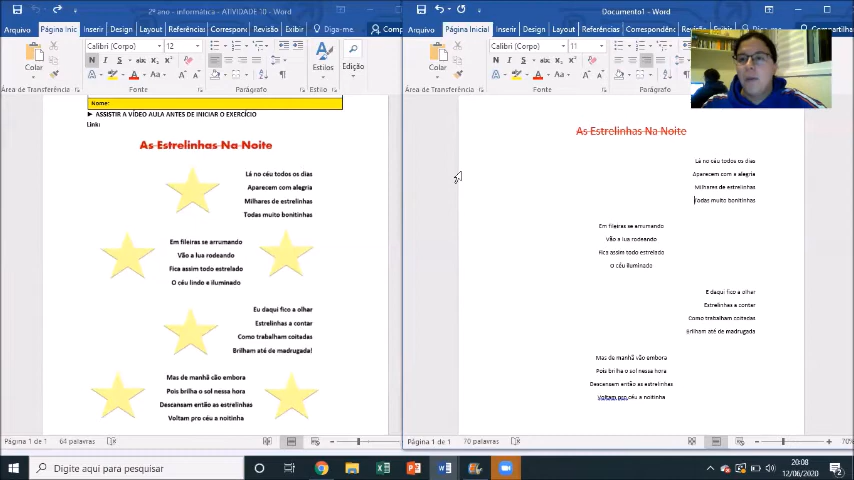 2º ano - informática - ATIVIDADE 10 - Word
Arquivo Página Inic Inserir Design Layout Referências Correspond Revisão Exibir Diga-me Comp
Calibri (Corpo) 12
N I S abc x₂ x²
Colar Estilos Edição
Área de Transferência Fonte Parágrafo Estilo
Nome:
► ASSISTIR A VÍDEO AULA ANTES DE INICIAR O EXERCÍCIO
Link:
As Estrelinhas Na Noite
Lá no céu todos os dias
Aparecem com alegria
Milhares de estrelinhas
Todas muito bonitinhas
Em fileiras se arrumando
Vão a lua rodeando
Fica assim todo estrelado
O céu lindo e iluminado
Eu daqui fico a olhar
Estrelinhas a contar
Como trabalham coitadas
Brilham até de madrugada!
Mas de manhã cão embora
Pois brilha o sol nessa hora
Descansam então as estrelinhas
Voltam pro céu a noitinha
Página 1 de 1 64 palavras
Documento1 - Word
Arquivo Página Inicial Inserir Design Layout Referências Correspondência Revisão Exibir
Calibri (Corpo) 11
N I S abc
Colar
Área de Transferência Fonte Parágrafo
As Estrelinhas Na Noite
Lá no céu todos os dias
Aparecem com a alegria
Milhares de estrelinhas
Todas muito bonitinhas
Em fileiras se arrumando
Vão a lua rodeando
Fica assim todo estrelado
O céu iluminado
E daqui fico a olhar
Estrelinhas a contar
Como trabalham coitadas
Brilham até de madrugada
Mas de manhã vão embora
Pois brilha o sol nessa hora
Descansam então as estrelinhas
Voltam pro céu a noitinha
Página 1 de 1 70 palavras 70%
Digite aqui para pesquisar
20:08
12/06/2020
2